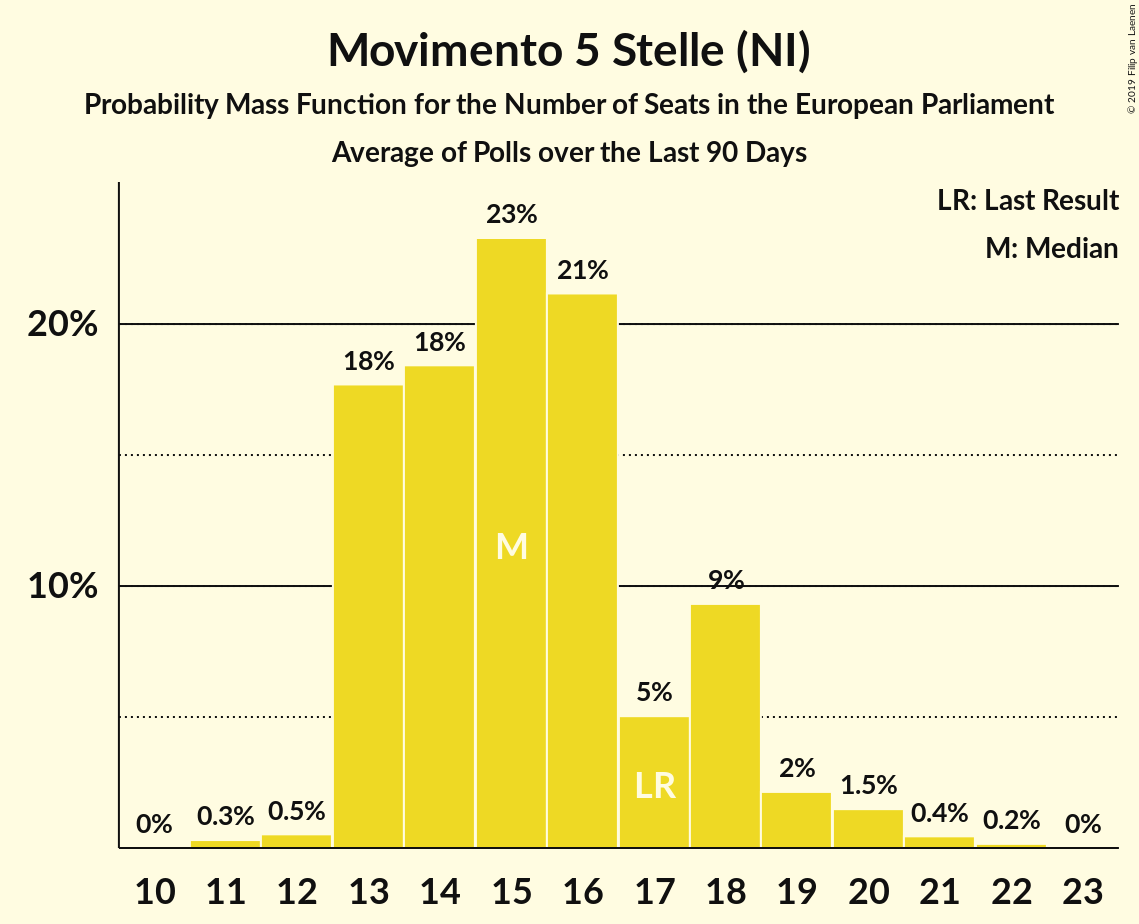 Movimento 5 Stelle (NI)
Probability Mass Function for the Number of Seats in the European Parliament
Average of Polls over the Last 90 Days
© 2019 Filip van Laenen
LR: Last Result
M: Median
23%
21%
20%
18%
18%
M
10%
9%
5%
LR
2%
1.5%
0%
0.3%
0.5%
0.4%
0.2%
0%
10 11 12 13 14 15 16 17 18 19 20 21 22 23